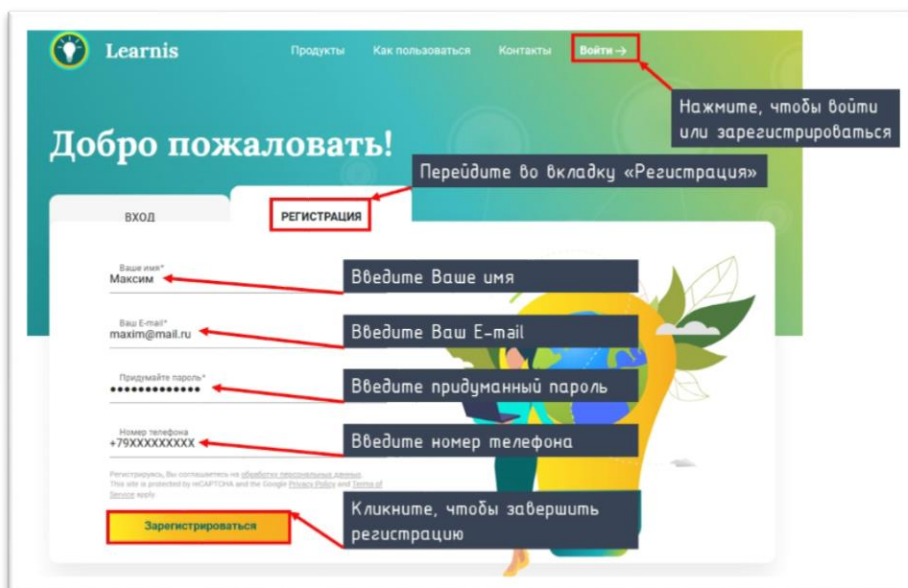 Learnis
Продукты Как пользоваться Контакты Войти →
Нажмите, чтобы войти
или зарегистрироваться
Добро пожаловать!
Перейдите во вкладку «Регистрация»
ВХОД РЕГИСТРАЦИЯ
Ваше имя*
Максим
Введите Ваше имя
Ваш E-mail*
maxim@mail.ru
Введите Ваш E-mail
Придумайте пароль*
•••••••••••••
Введите придуманный пароль
Номер телефона
+79XXXXXXXXX
Введите номер телефона
Регистрируясь, Вы соглашаетесь на обработку персональных данных.
This site is protected by reCAPTCHA and the Google Privacy Policy and Terms of
Service apply.
Кликните, чтобы завершить
регистрацию
Зарегистрироваться